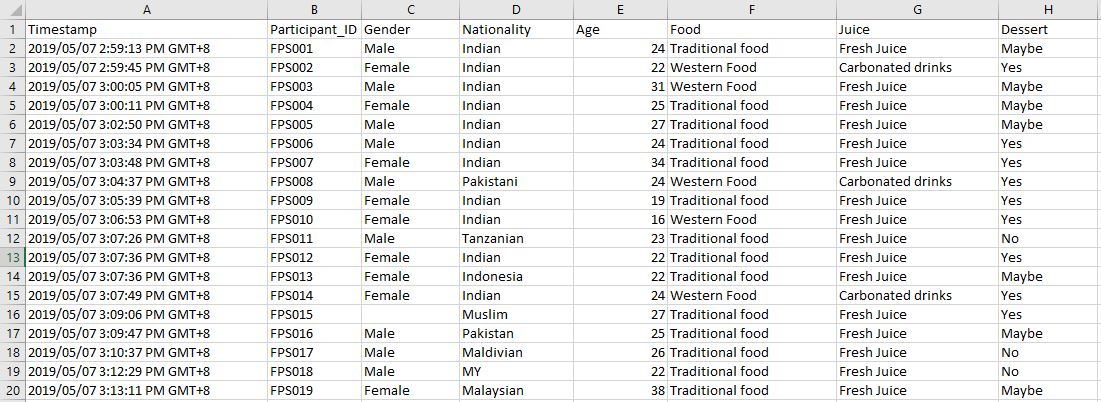 A B C D E F G H
1 Timestamp Participant_ID Gender Nationality Age Food Juice Dessert
2 2019/05/07 2:59:13 PM GMT+8 FPS001 Male Indian 24 Traditional food Fresh Juice Maybe
3 2019/05/07 2:59:45 PM GMT+8 FPS002 Female Indian 22 Western Food Carbonated drinks Yes
4 2019/05/07 3:00:05 PM GMT+8 FPS003 Male Indian 31 Western Food Fresh Juice Maybe
5 2019/05/07 3:00:11 PM GMT+8 FPS004 Female Indian 25 Traditional food Fresh Juice Maybe
6 2019/05/07 3:02:50 PM GMT+8 FPS005 Male Indian 27 Traditional food Fresh Juice Maybe
7 2019/05/07 3:03:34 PM GMT+8 FPS006 Male Indian 24 Traditional food Fresh Juice Yes
8 2019/05/07 3:03:48 PM GMT+8 FPS007 Female Indian 34 Traditional food Fresh Juice Yes
9 2019/05/07 3:04:37 PM GMT+8 FPS008 Male Pakistani 24 Western Food Carbonated drinks Yes
10 2019/05/07 3:05:39 PM GMT+8 FPS009 Female Indian 19 Traditional food Fresh Juice Yes
11 2019/05/07 3:06:53 PM GMT+8 FPS010 Female Indian 16 Western Food Fresh Juice Yes
12 2019/05/07 3:07:26 PM GMT+8 FPS011 Male Tanzanian 23 Traditional food Fresh Juice No
13 2019/05/07 3:07:36 PM GMT+8 FPS012 Female Indian 22 Traditional food Fresh Juice Yes
14 2019/05/07 3:07:36 PM GMT+8 FPS013 Female Indonesia 22 Traditional food Fresh Juice Maybe
15 2019/05/07 3:07:49 PM GMT+8 FPS014 Female Indian 24 Western Food Carbonated drinks Yes
16 2019/05/07 3:09:06 PM GMT+8 FPS015 Muslim 27 Traditional food Fresh Juice Yes
17 2019/05/07 3:09:47 PM GMT+8 FPS016 Male Pakistan 25 Traditional food Fresh Juice Maybe
18 2019/05/07 3:10:37 PM GMT+8 FPS017 Male Maldivian 26 Traditional food Fresh Juice No
19 2019/05/07 3:12:29 PM GMT+8 FPS018 Male MY 22 Traditional food Fresh Juice No
20 2019/05/07 3:13:11 PM GMT+8 FPS019 Female Malaysian 38 Traditional food Fresh Juice Maybe